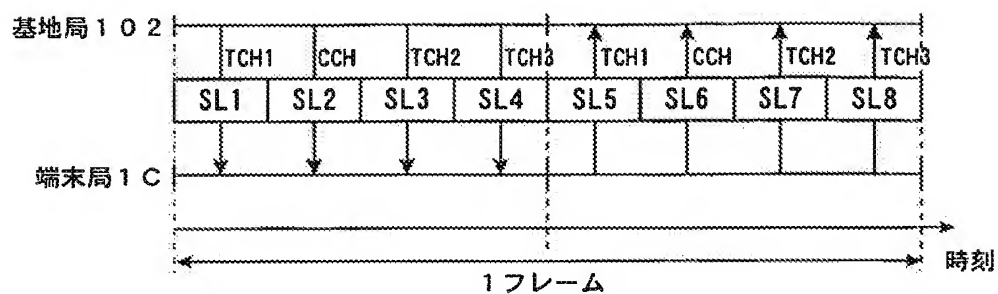 基地局102
TCH1 CCH TCH2 TCH3 TCH1 CCH TCH2 TCH3
SL1 SL2 SL3 SL4 SL5 SL6 SL7 SL8
端末局1C
時刻
1フレーム